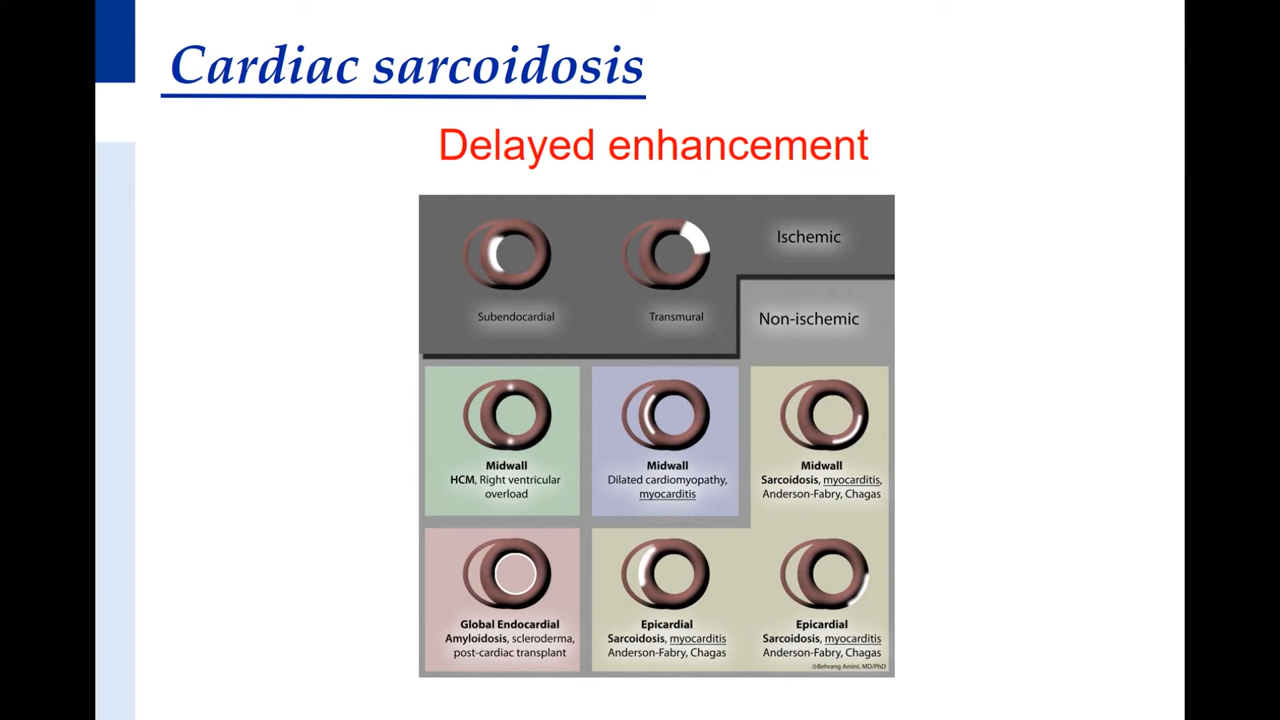 Cardiac sarcoidosis
Delayed enhancement
Ischemic
Subendocardial
Transmural
Non-ischemic
Midwall
HCM, Right ventricular
overload
Midwall
Dilated cardiomyopathy,
myocarditis
Midwall
Sarcoidosis, myocarditis,
Anderson-Fabry, Chagas
Global Endocardial
Amyloidosis, scleroderma,
post-cardiac transplant
Epicardial
Sarcoidosis, myocarditis
Anderson-Fabry, Chagas
Epicardial
Sarcoidosis, myocarditis
Anderson-Fabry, Chagas
©Behrang Amini, MD/PhD